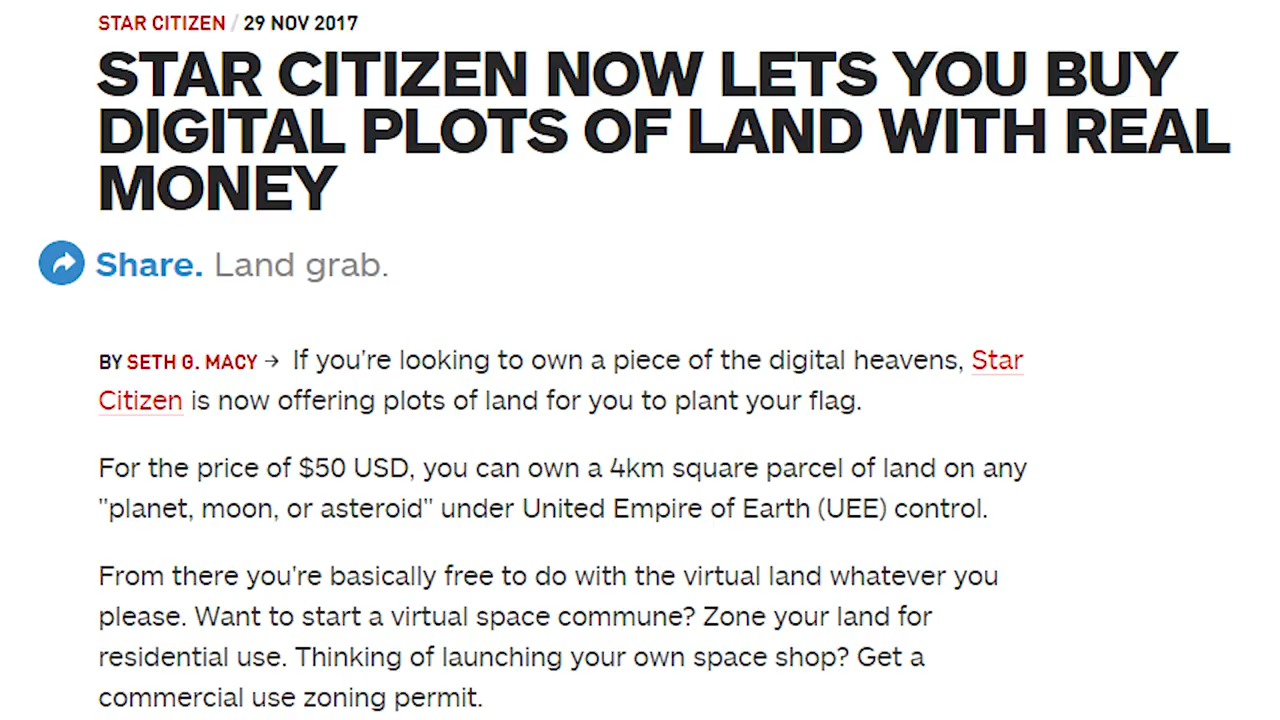 STAR CITIZEN / 29 NOV 2017
STAR CITIZEN NOW LETS YOU BUY
DIGITAL PLOTS OF LAND WITH REAL
MONEY
Share. Land grab.
BY SETH G. MACY → If you're looking to own a piece of the digital heavens, Star
Citizen is now offering plots of land for you to plant your flag.
For the price of $50 USD, you can own a 4km square parcel of land on any
"planet, moon, or asteroid" under United Empire of Earth (UEE) control.
From there you're basically free to do with the virtual land whatever you
please. Want to start a virtual space commune? Zone your land for
residential use. Thinking of launching your own space shop? Get a
commercial use zoning permit.